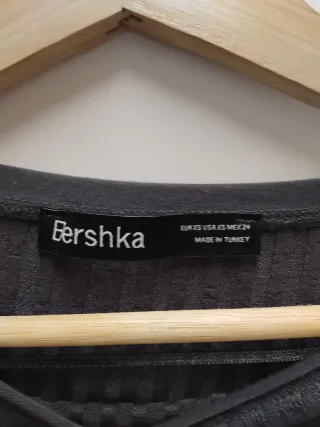 Bershka
EUR XS USA XS MEX 24
MADE IN TURKEY